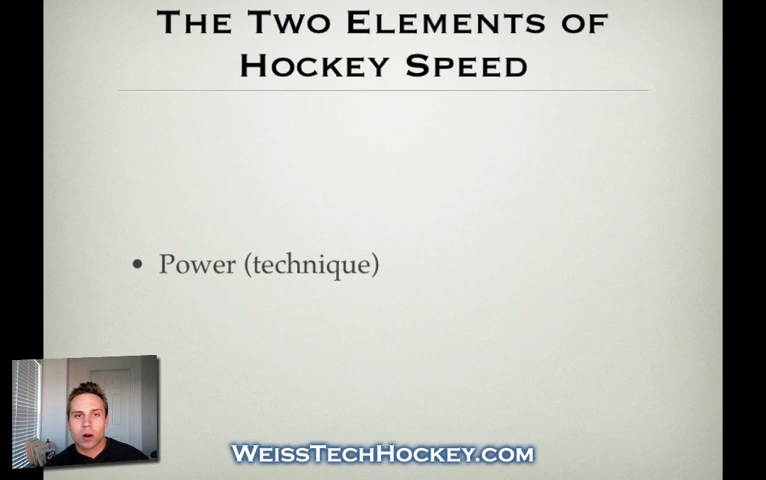 The Two Elements of
Hockey Speed
• Power (technique)
WeissTechHockey.com